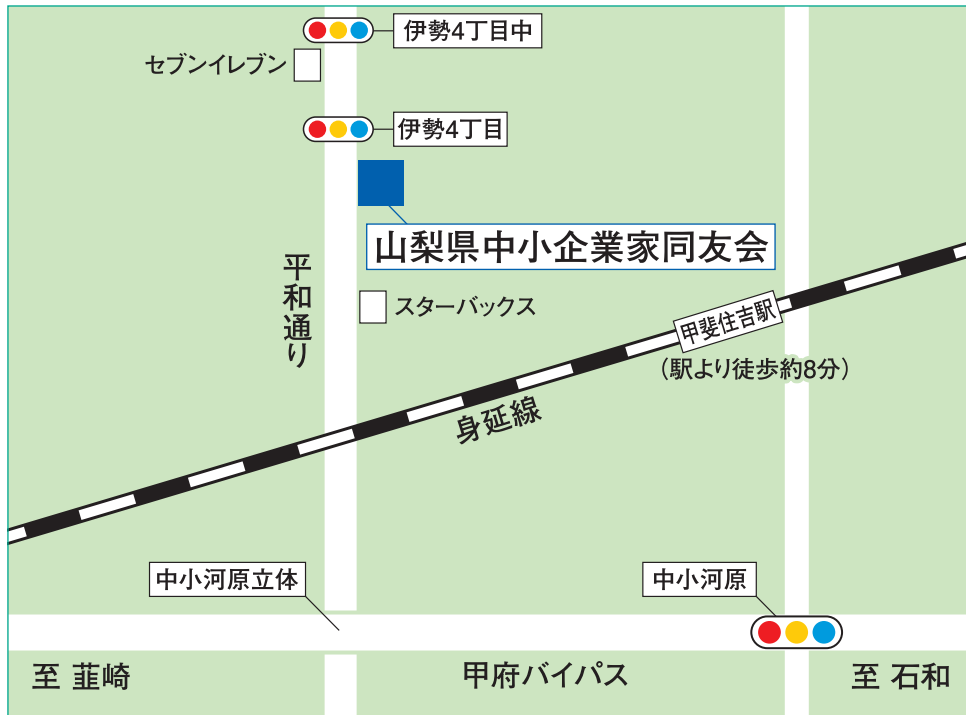 伊勢4丁目中
セブンイレブン
伊勢4丁目
山梨県中小企業家同友会
平和通り
スターバックス
甲斐住吉駅
（駅より徒歩約8分）
身延線
中小河原立体
中小河原
至 韮崎
甲府バイパス
至 石和